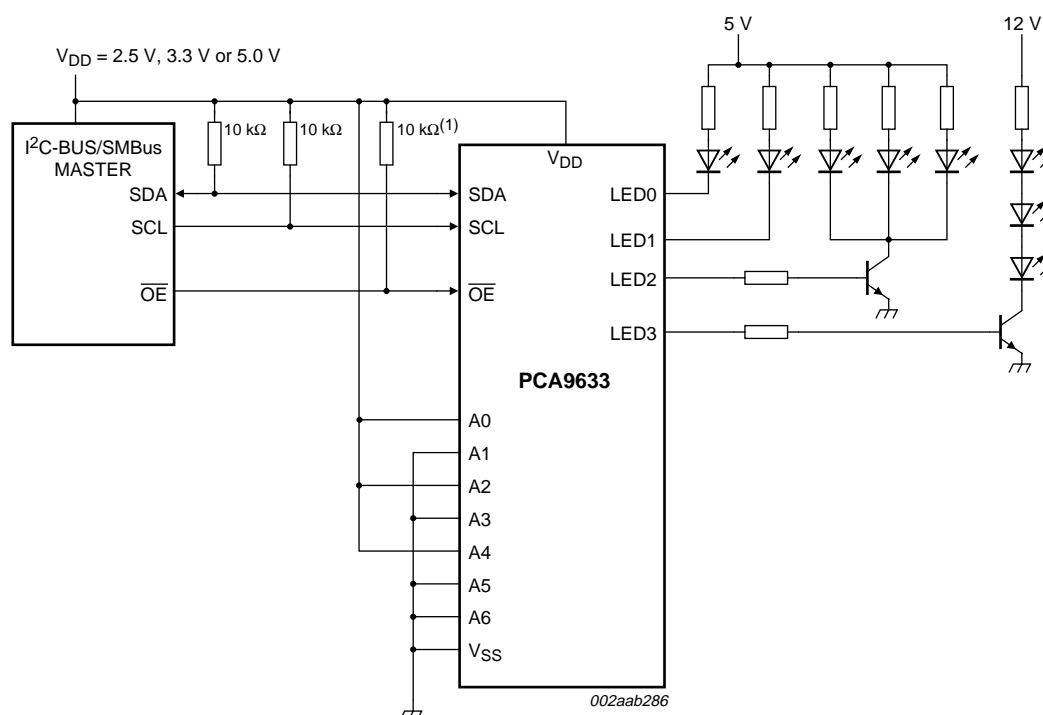 5 V
12 V
V_DD = 2.5 V, 3.3 V or 5.0 V
10 kΩ
10 kΩ
10 kΩ(1)
I²C-BUS/SMBus
MASTER
SDA
SCL
OE
V_DD
SDA
SCL
OE
LED0
LED1
LED2
LED3
PCA9633
A0
A1
A2
A3
A4
A5
A6
V_SS
002aab286